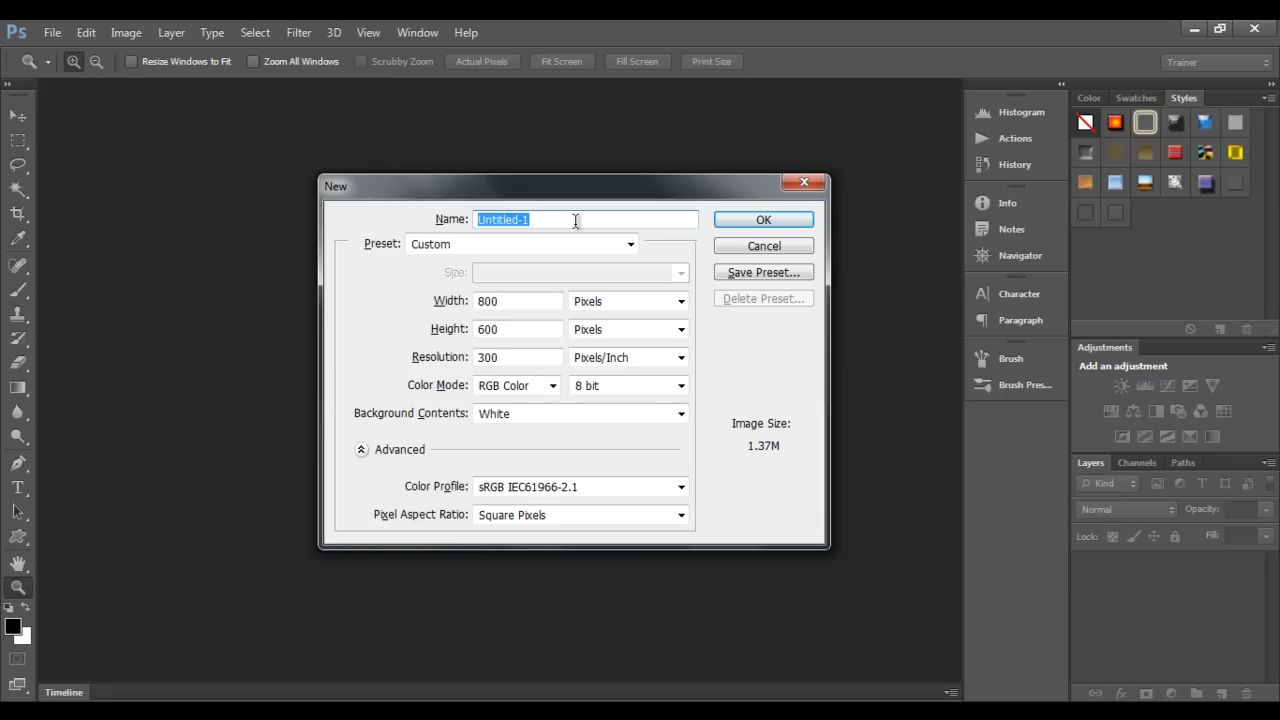 Ps File Edit Image Layer Type Select Filter 3D View Window Help
Resize Windows to Fit Zoom All Windows Scrubby Zoom Actual Pixels Fit Screen Fill Screen Print Size Trainer
Color Swatches Styles
Histogram
Actions
History
Info
Notes
Navigator
Character
Paragraph
Brush
Brush Pres...
New
Name: Untitled-1 OK
Preset: Custom Cancel
Size: Save Preset...
Width: 800 Pixels Delete Preset...
Height: 600 Pixels
Resolution: 300 Pixels/Inch
Color Mode: RGB Color 8 bit
Background Contents: White
Image Size:
1.37M
Advanced
Color Profile: sRGB IEC61966-2.1
Pixel Aspect Ratio: Square Pixels
Adjustments
Add an adjustment
Layers Channels Paths
Kind
Normal Opacity:
Lock: Fill:
Timeline